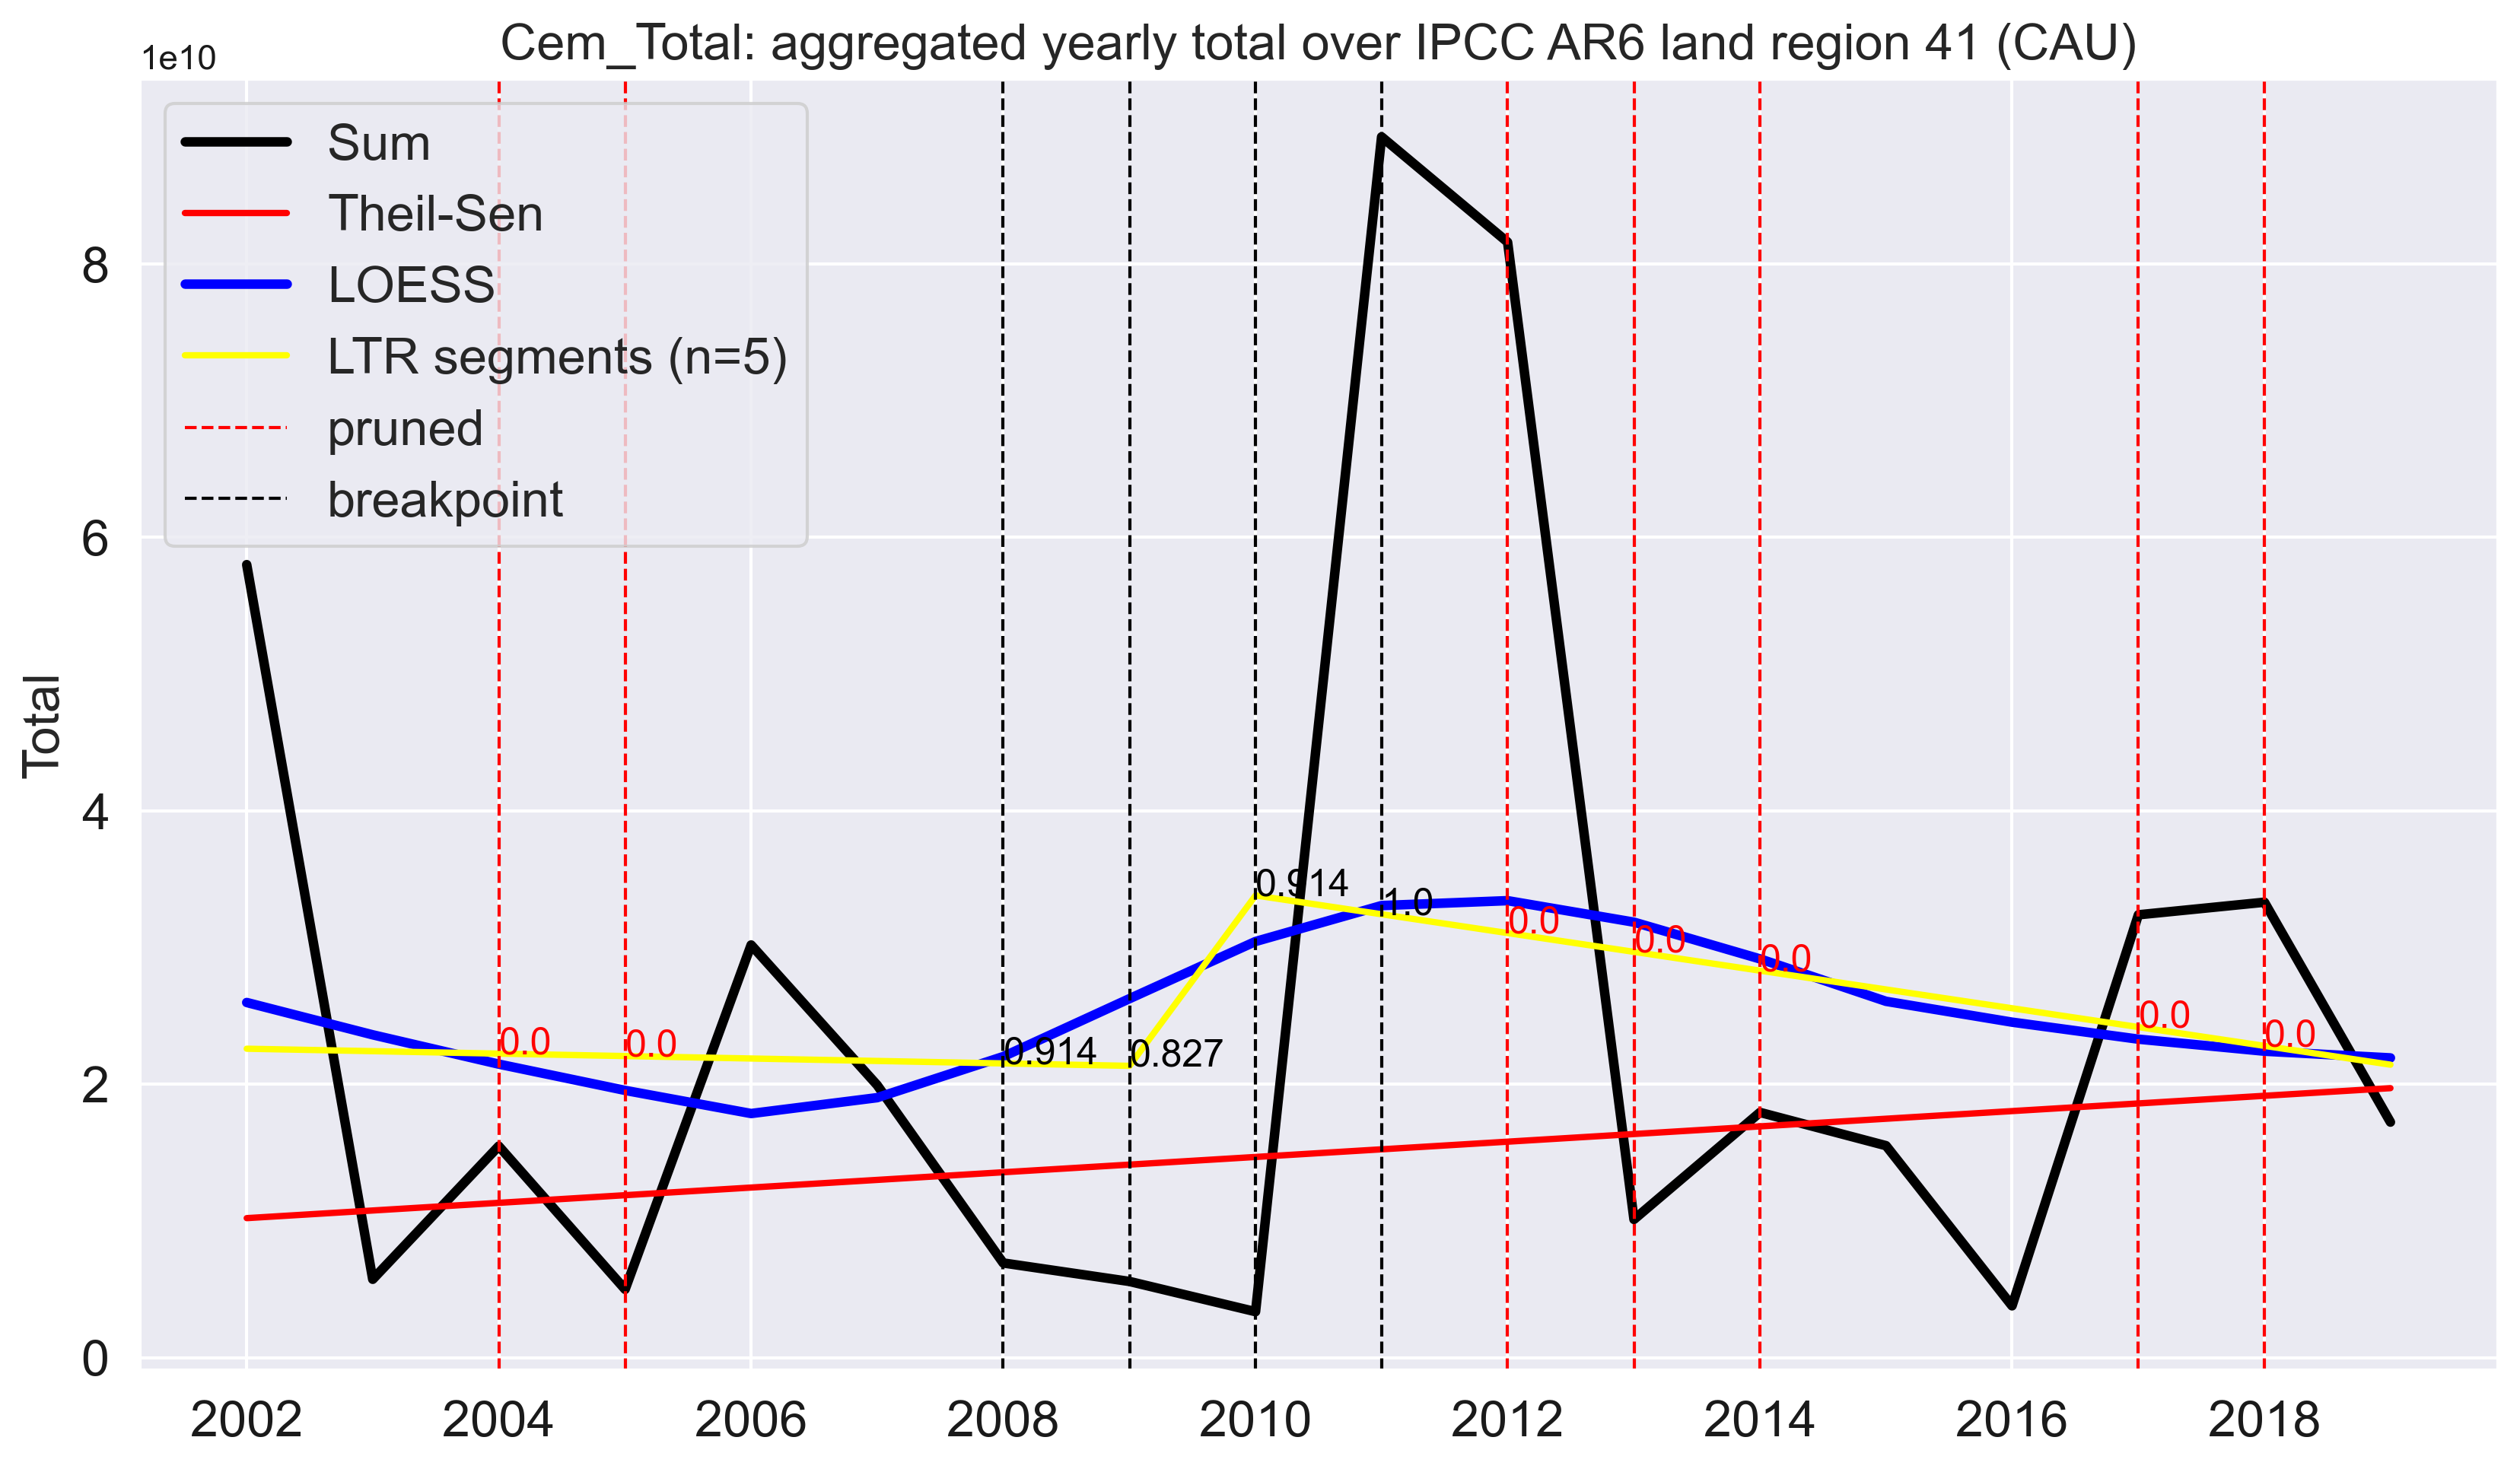 Cem_Total: aggregated yearly total over IPCC AR6 land region 41 (CAU)
1e10
Sum
Theil-Sen
LOESS
LTR segments (n=5)
pruned
breakpoint
Total
8
6
4
2
0
0.0
0.0
0.914
0.827
0.914
1.0
0.0
0.0
0.0
0.0
0.0
2002 2004 2006 2008 2010 2012 2014 2016 2018